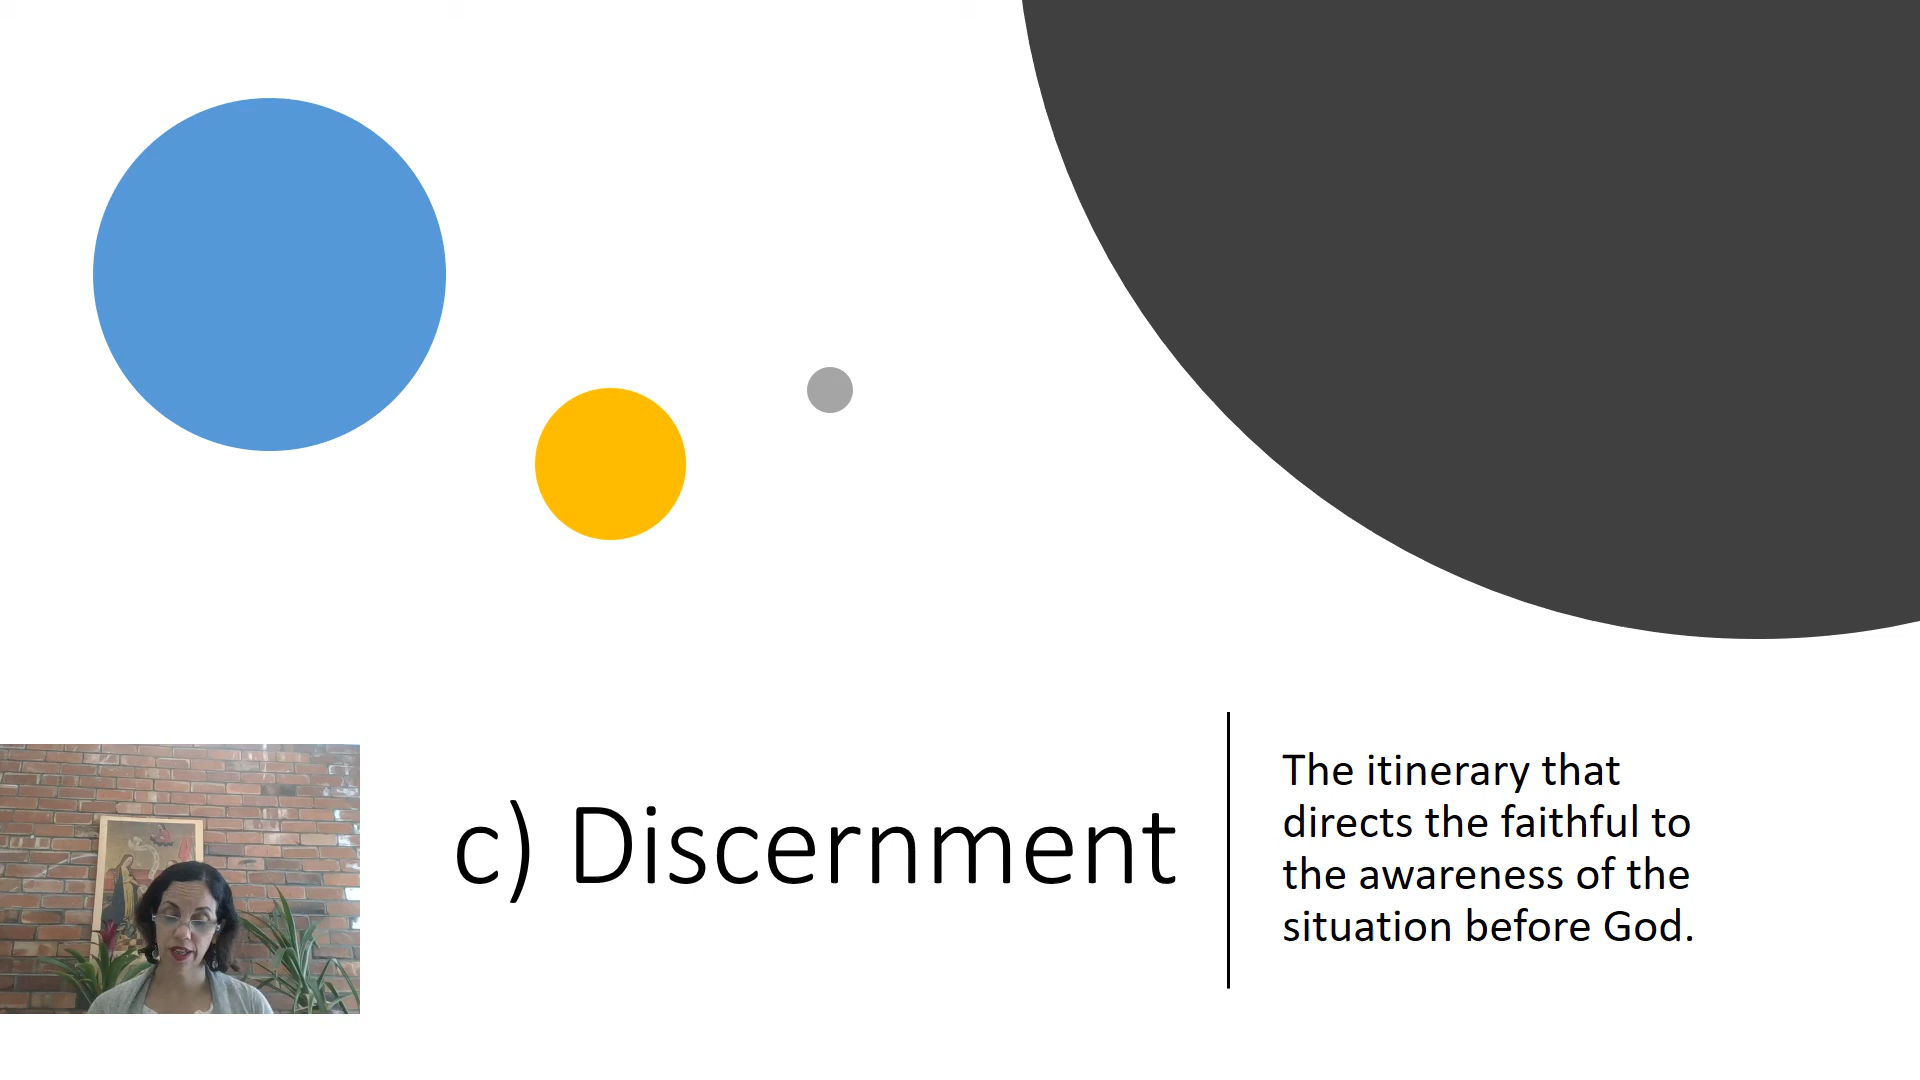 c) Discernment
The itinerary that
directs the faithful to
the awareness of the
situation before God.